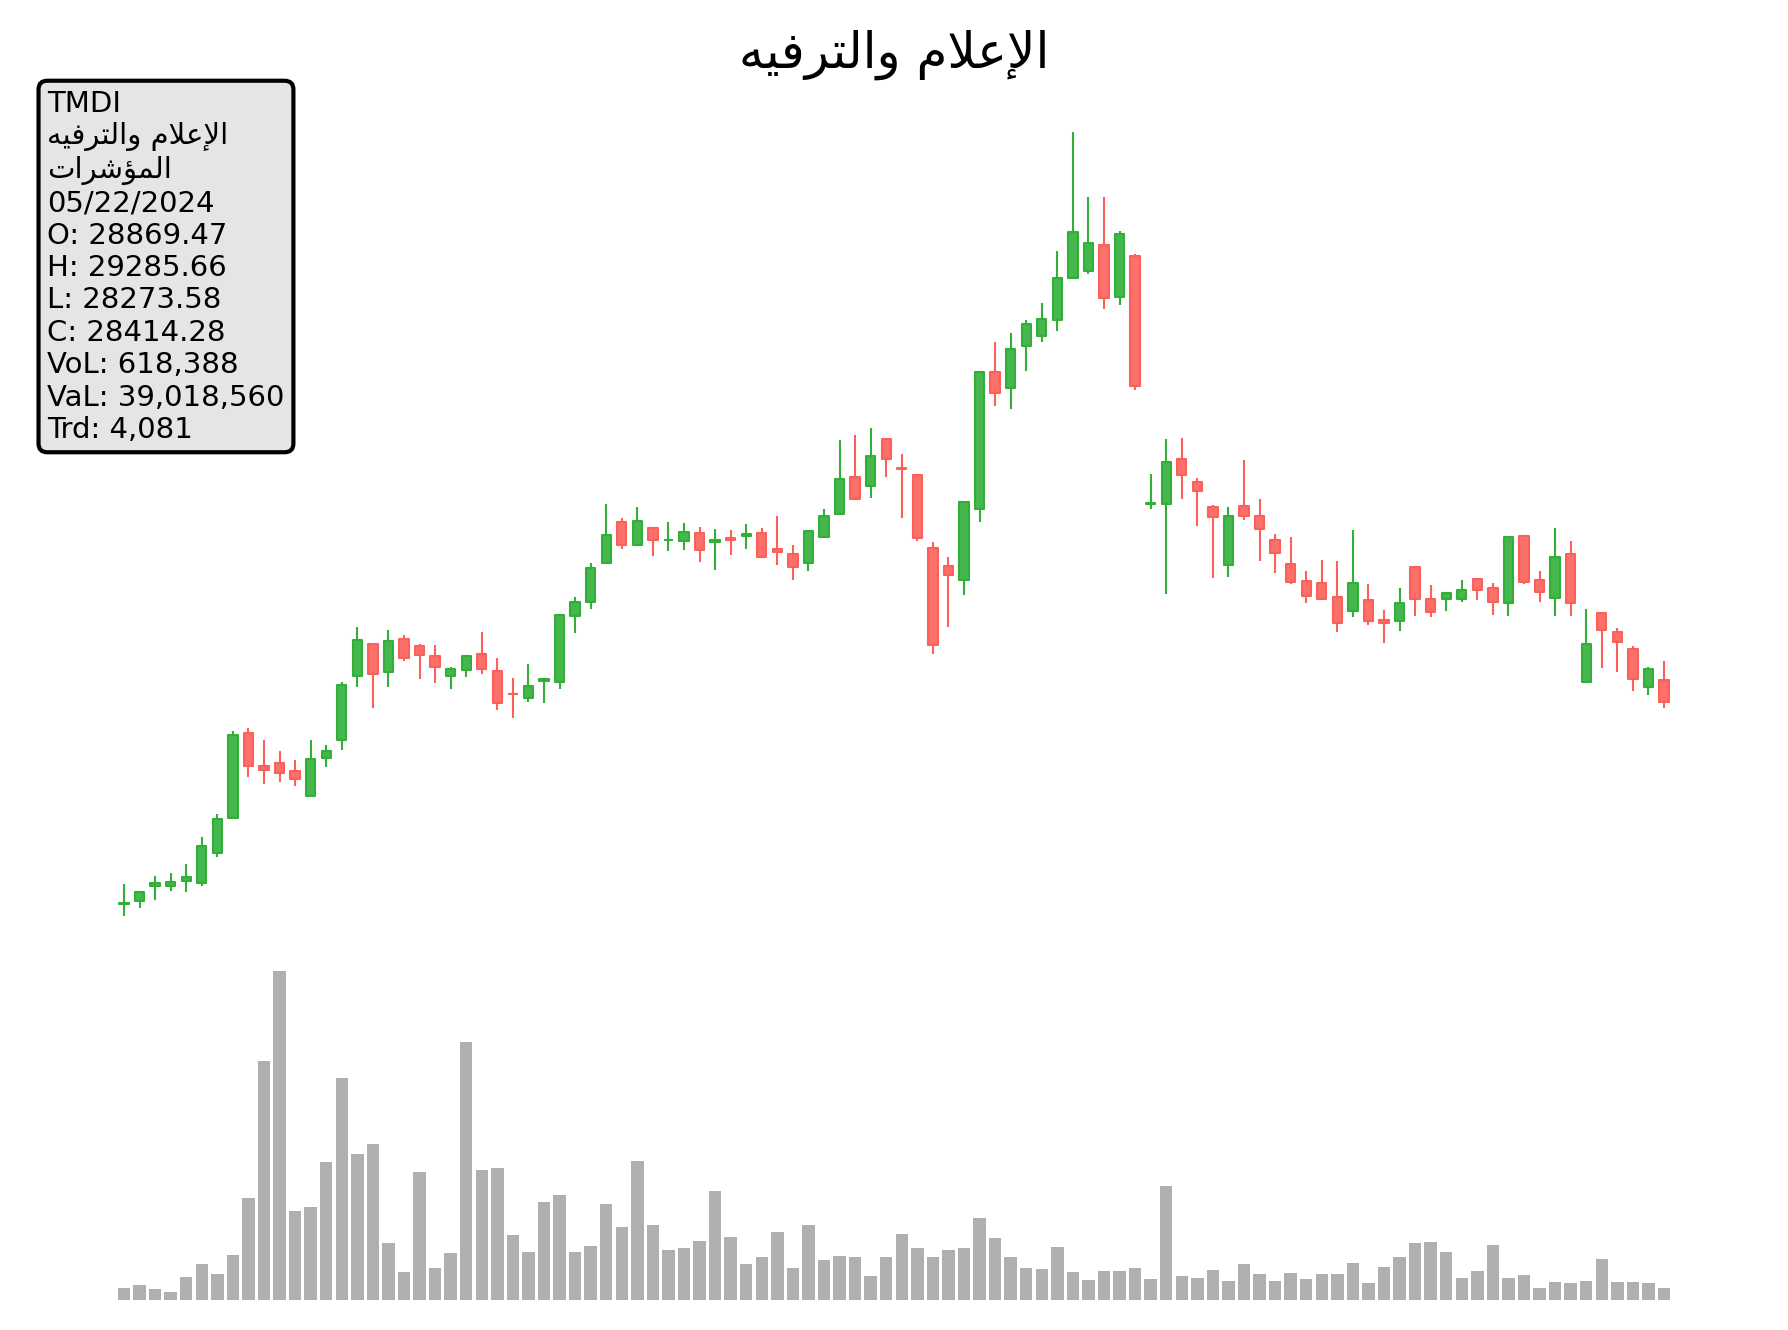 الإعلام والترفيه
TMDI
الإعلام والترفيه
المؤشرات
05/22/2024
O: 28869.47
H: 29285.66
L: 28273.58
C: 28414.28
VoL: 618,388
VaL: 39,018,560
Trd: 4,081